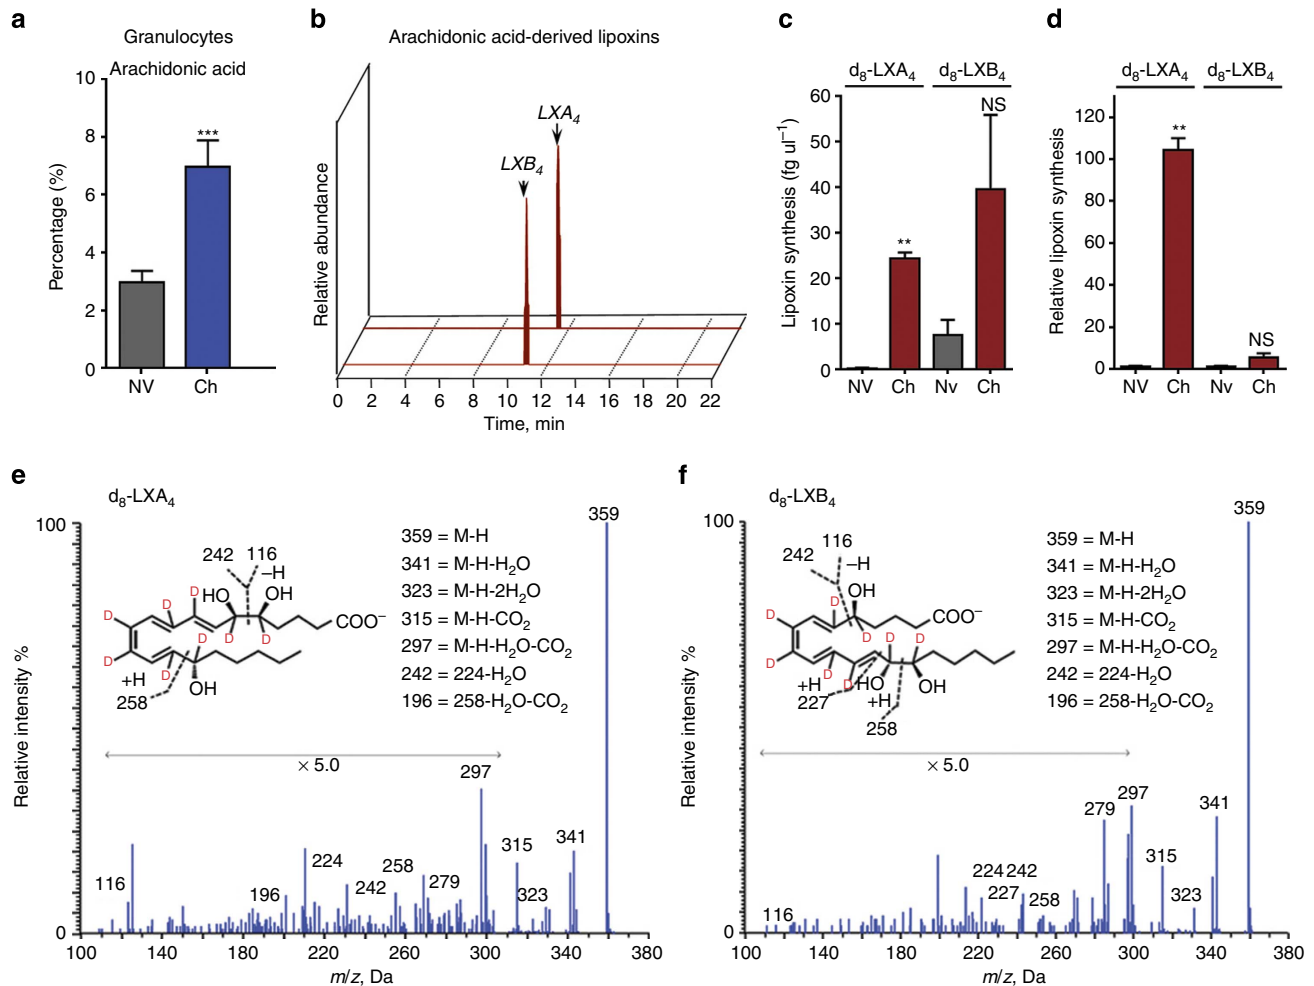 a
Granulocytes
Arachidonic acid
Percentage (%)
10
8
6
4
2
0
***
NV
Ch
b
Arachidonic acid-derived lipoxins
Relative abundance
LXB4
LXA4
0 2 4 6 8 10 12 14 16 18 20 22
Time, min
c
d8-LXA4
d8-LXB4
Lipoxin synthesis (fg ul–1)
60
50
40
30
20
10
0
**
NS
NV
Ch
Nv
Ch
d
d8-LXA4
d8-LXB4
Relative lipoxin synthesis
120
100
80
60
40
20
0
**
NS
NV
Ch
Nv
Ch
e
d8-LXA4
Relative intensity %
100
0
242
116
–H
HO
OH
COO–
D
D
D
D
D
D
D
D
+H
258
OH
359 = M-H
341 = M-H-H2O
323 = M-H-2H2O
315 = M-H-CO2
297 = M-H-H2O-CO2
242 = 224-H2O
196 = 258-H2O-CO2
× 5.0
116
196
224
242
258
279
297
315
323
341
359
100 140 180 220 260 300 340 380
m/z, Da
f
d8-LXB4
Relative intensity %
100
0
242
116
–H
OH
COO–
D
D
D
D
D
D
D
D
+H
227
HO
+H
OH
258
359 = M-H
341 = M-H-H2O
323 = M-H-2H2O
315 = M-H-CO2
297 = M-H-H2O-CO2
242 = 224-H2O
196 = 258-H2O-CO2
× 5.0
116
224
227
242
258
279
297
315
323
341
359
100 140 180 220 260 300 340 380
m/z, Da